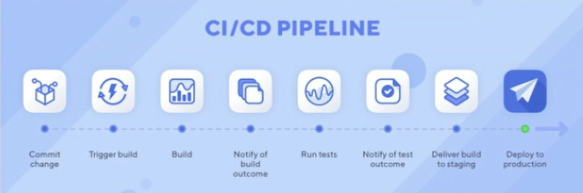 CI/CD PIPELINE
Commit
change
Trigger build
Build
Notify of
build
outcome
Run tests
Notify of test
outcome
Deliver build
to staging
Deploy to
production